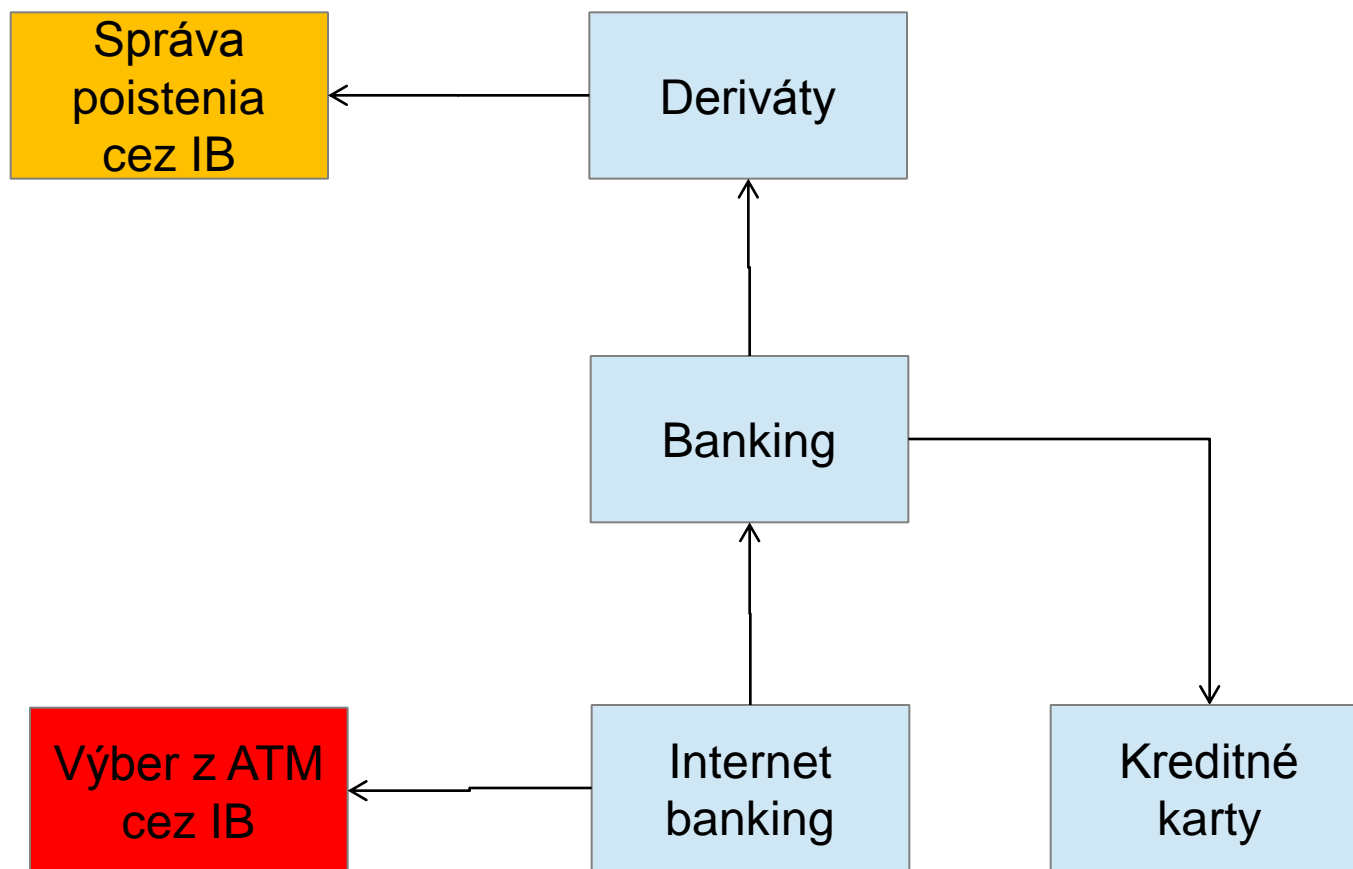 Správa
poistenia
cez IB
Deriváty
Banking
Výber z ATM
cez IB
Internet
banking
Kreditné
karty